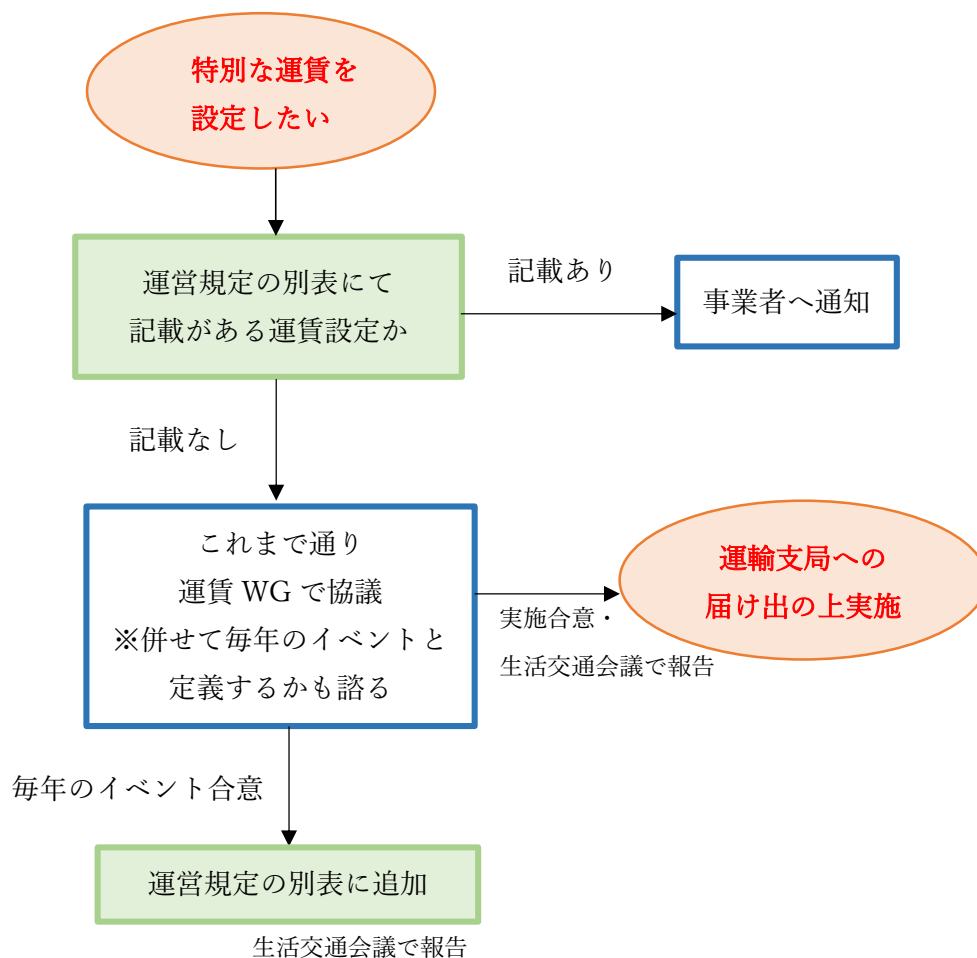 特別な運賃を
設定したい
運営規定の別表にて
記載がある運賃設定か
記載あり
事業者へ通知
記載なし
これまで通り
運賃 WG で協議
※併せて毎年のイベントと
定義するかも諮る
実施合意・
生活交通会議で報告
運輸支局への
届け出の上実施
毎年のイベント合意
運営規定の別表に追加
生活交通会議で報告